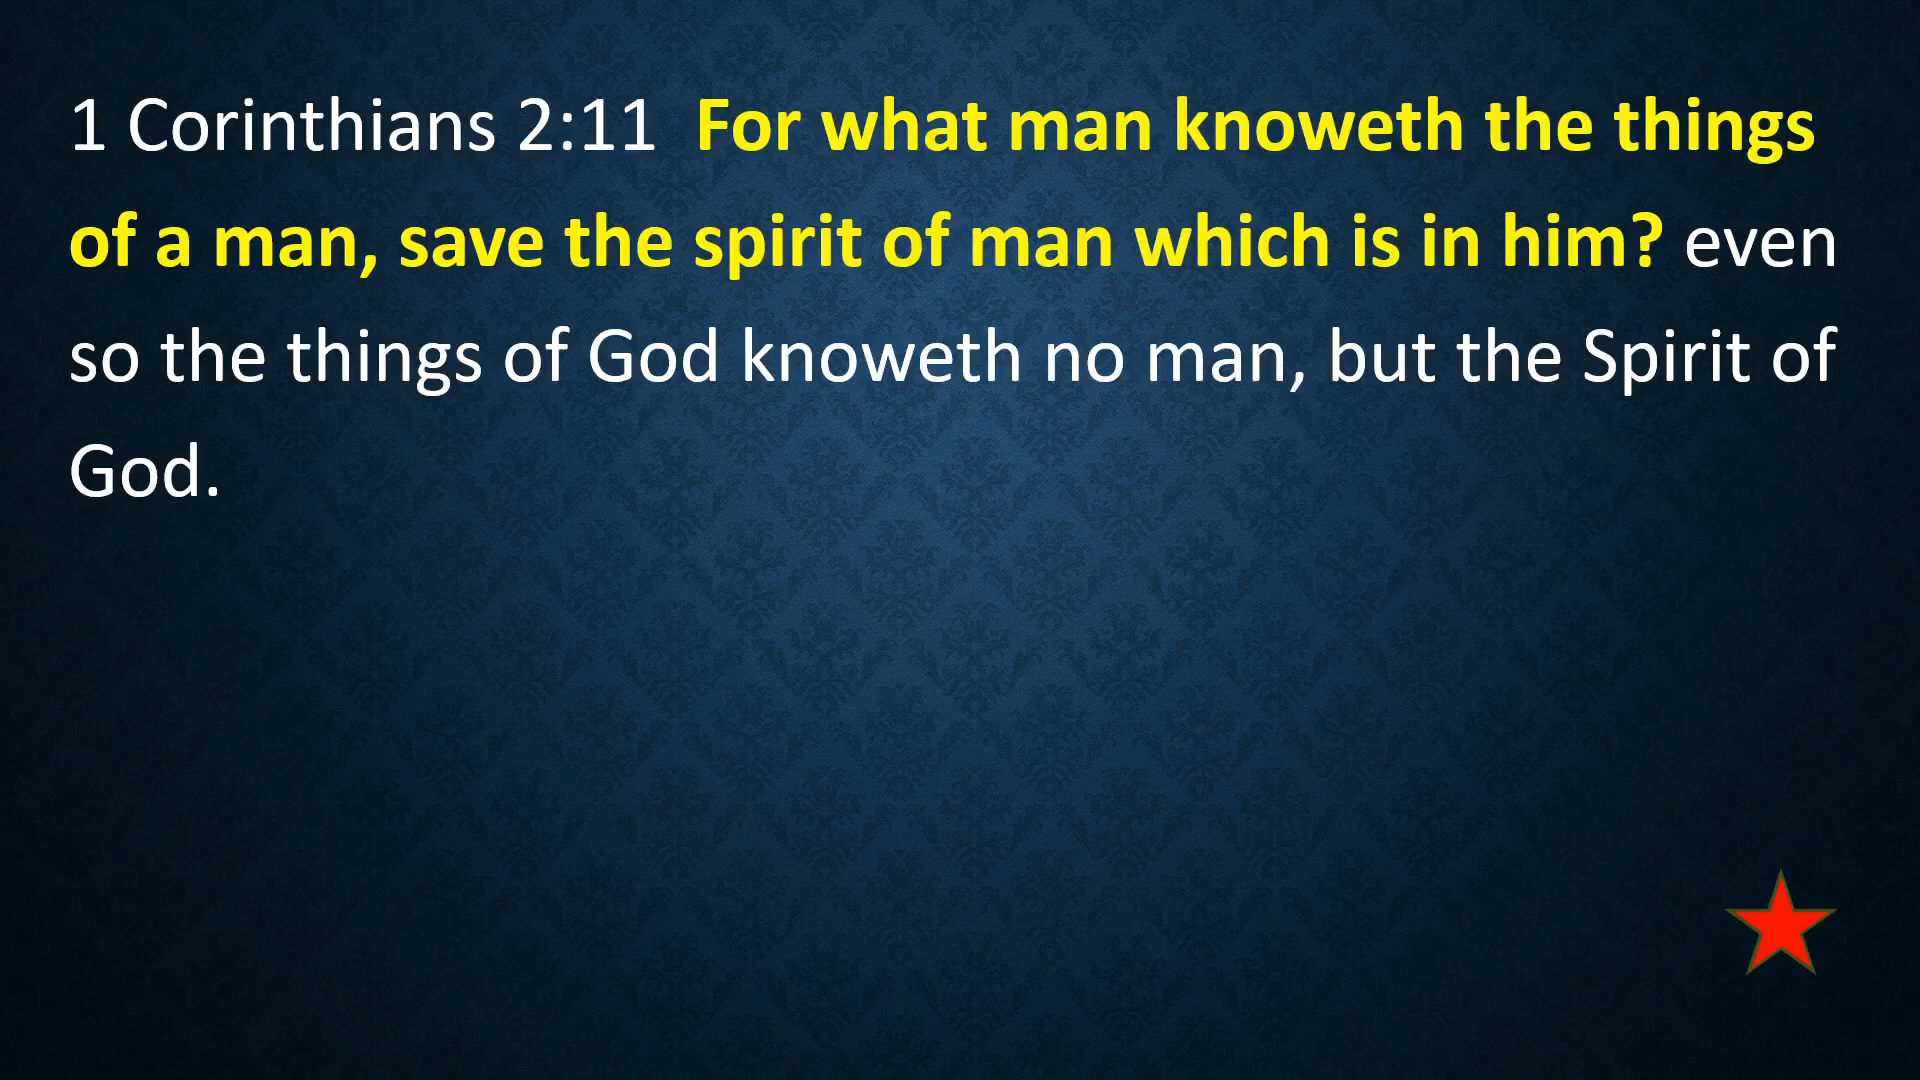 1 Corinthians 2:11  For what man knoweth the things
of a man, save the spirit of man which is in him? even
so the things of God knoweth no man, but the Spirit of
God.